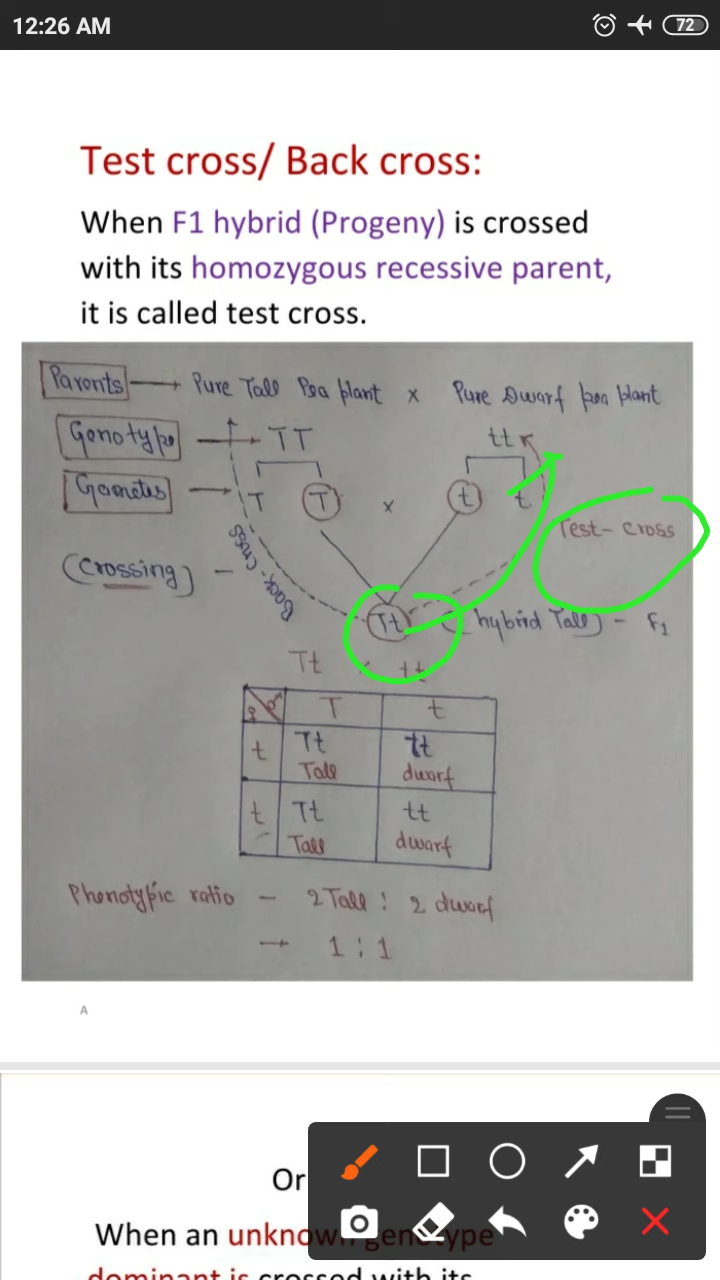 12:26 AM
72
Test cross/ Back cross:
When F1 hybrid (Progeny) is crossed
with its homozygous recessive parent,
it is called test cross.
Parents → Pure Tall Pea plant x Pure Dwarf pea plant
Genotype → TT tt
Gametes → T T x t t
Test-cross
Back-cross
(Crossing) -
Tt (hybrid Tall) - F1
Tt x tt
T t
t Tt tt
Tall dwarf
t Tt tt
Tall dwarf
Phenotypic ratio - 2 Tall : 2 dwarf
→ 1 : 1
A
Or
When an unknown genotype
dominant is crossed with its